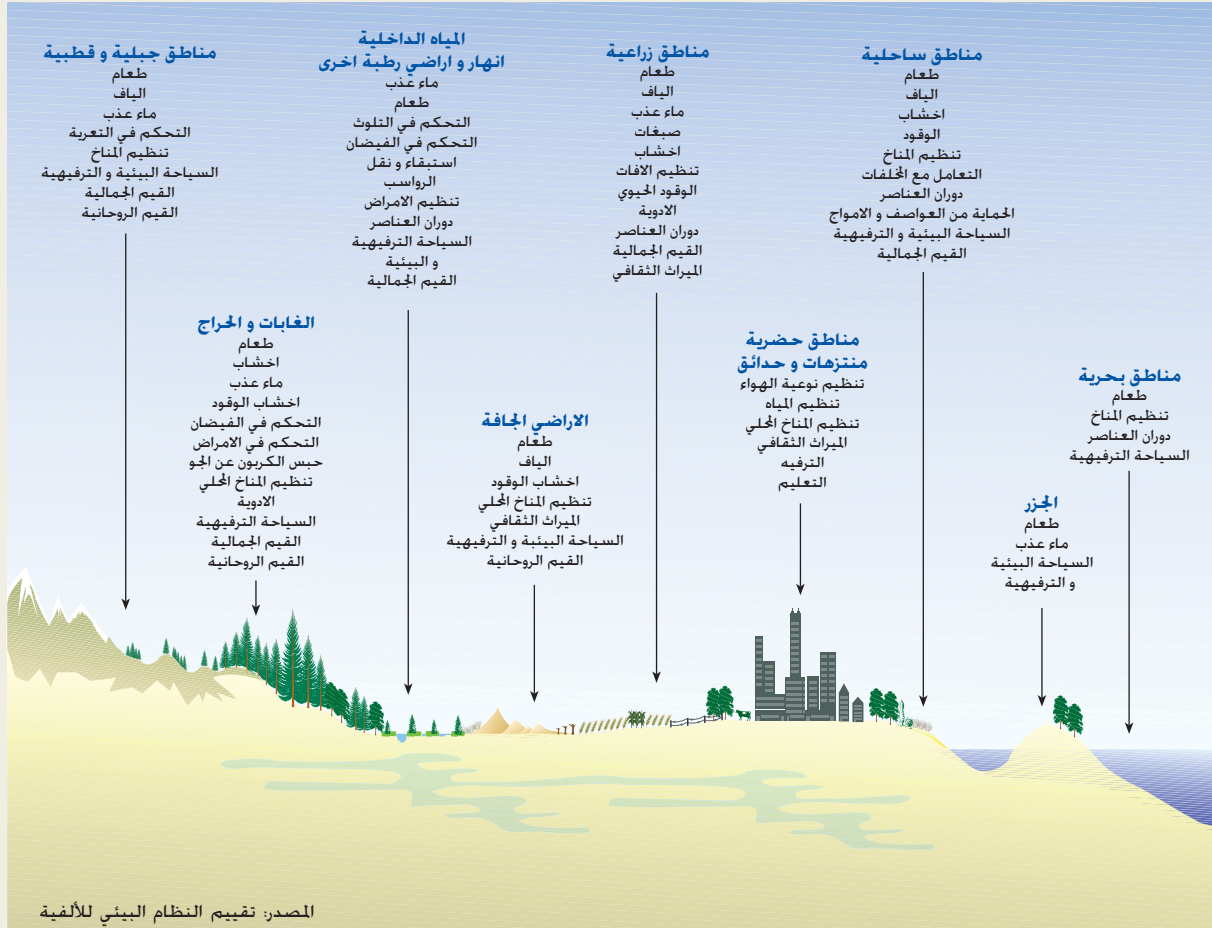 مناطق جبلية و قطبية
طعام
الياف
ماء عذب
التحكم في التعرية
تنظيم المناخ
السياحة البيئية و الترفيهية
القيم الجمالية
القيم الروحانية
المياه الداخلية
انهار و اراضي رطبة اخرى
ماء عذب
طعام
التحكم في التلوث
التحكم في الفيضان
استبقاء و نقل
الرواسب
تنظيم الامراض
دوران العناصر
السياحة الترفيهية
و البيئية
القيم الجمالية
مناطق زراعية
طعام
الياف
ماء عذب
صبغات
اخشاب
تنظيم الافات
الوقود الحيوي
الادوية
دوران العناصر
القيم الجمالية
الميراث الثقافي
مناطق ساحلية
طعام
الياف
اخشاب
الوقود
تنظيم المناخ
التعامل مع المخلفات
دوران العناصر
الحماية من العواصف و الامواج
السياحة البيئية و الترفيهية
القيم الجمالية
الغابات و الحراج
طعام
اخشاب
ماء عذب
اخشاب الوقود
التحكم في الفيضان
التحكم في الامراض
حبس الكربون عن الجو
تنظيم المناخ المحلي
الادوية
السياحة الترفيهية
القيم الجمالية
القيم الروحانية
الاراضي الجافة
طعام
الياف
اخشاب الوقود
تنظيم المناخ المحلي
الميراث الثقافي
السياحة البيئية و الترفيهية
القيم الروحانية
مناطق حضرية
منتزهات و حدائق
تنظيم نوعية الهواء
تنظيم المياه
تنظيم المناخ المحلي
الميراث الثقافي
الترفيه
التعليم
مناطق بحرية
طعام
تنظيم المناخ
دوران العناصر
السياحة الترفيهية
الجزر
طعام
ماء عذب
السياحة البيئية
و الترفيهية
المصدر: تقييم النظام البيئي للألفية